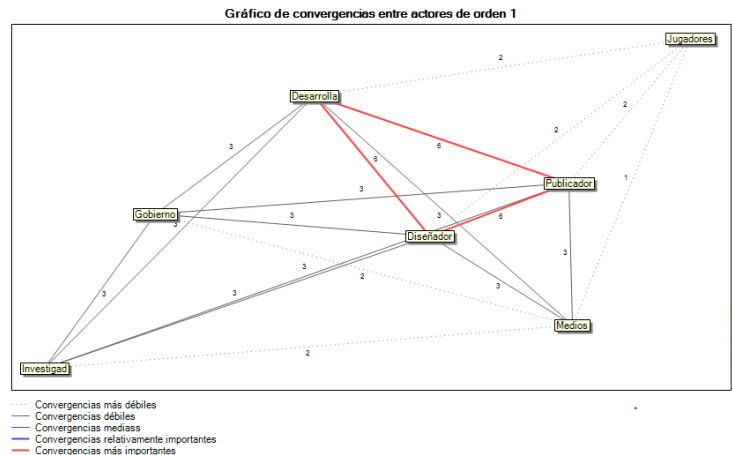 Gráfico de convergencias entre actores de orden 1
Jugadores
2
Desarrolla
2
2
3
6
6
1
Publicador
3
Gobierno
3
3
6
3
Diseñador
3
3
2
3
3
3
Medios
2
Investigad
Convergencias más débiles
Convergencias débiles
Convergencias mediass
Convergencias relativamente importantes
Convergencias más importantes